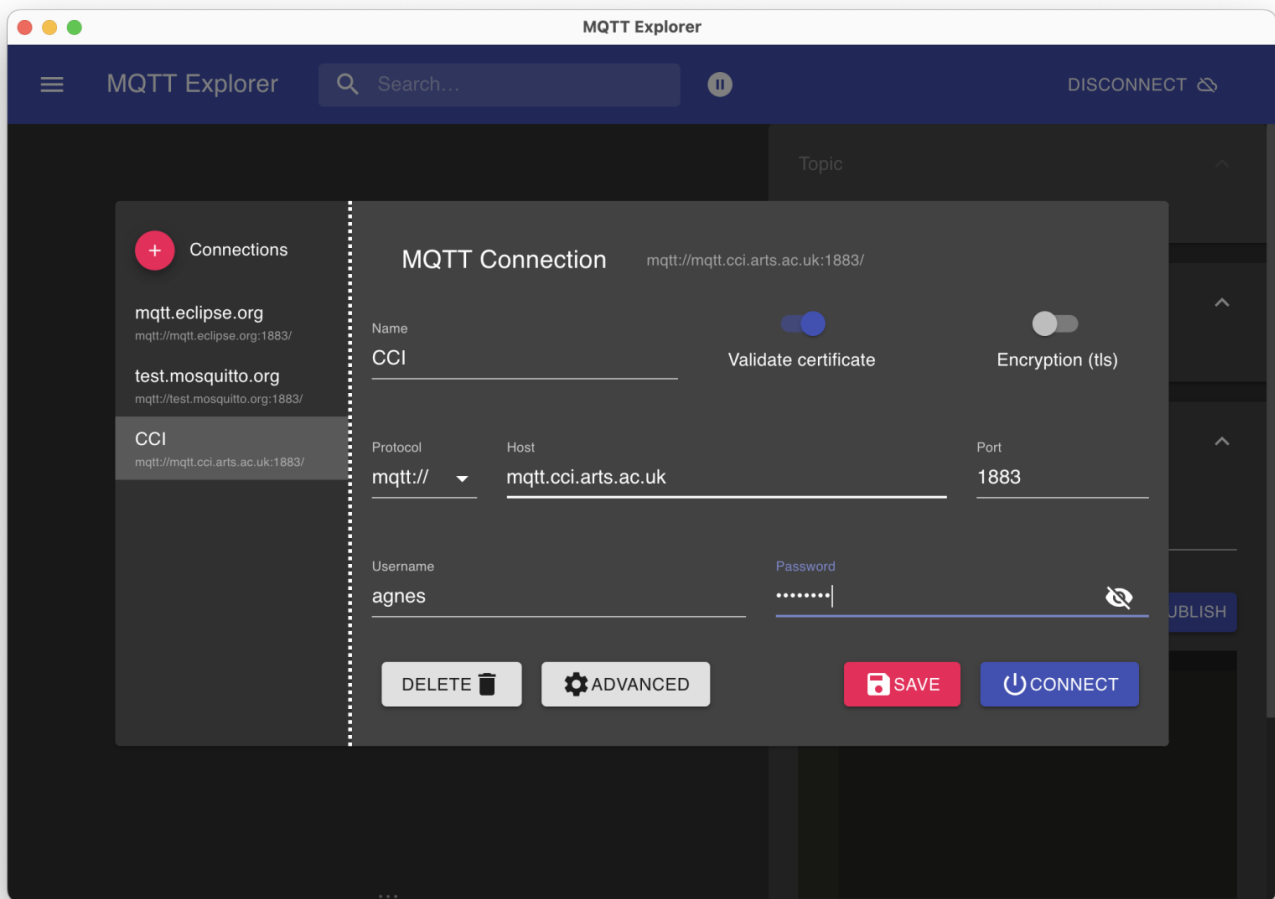 MQTT Explorer
MQTT Explorer
Search...
DISCONNECT
Topic
Connections
mqtt.eclipse.org
mqtt://mqtt.eclipse.org:1883/
test.mosquitto.org
mqtt://test.mosquitto.org:1883/
CCI
mqtt://mqtt.cci.arts.ac.uk:1883/
MQTT Connection mqtt://mqtt.cci.arts.ac.uk:1883/
Name
CCI
Validate certificate
Encryption (tls)
Protocol Host Port
mqtt:// mqtt.cci.arts.ac.uk 1883
Username Password
agnes ••••••••
UBLISH
DELETE ADVANCED SAVE CONNECT